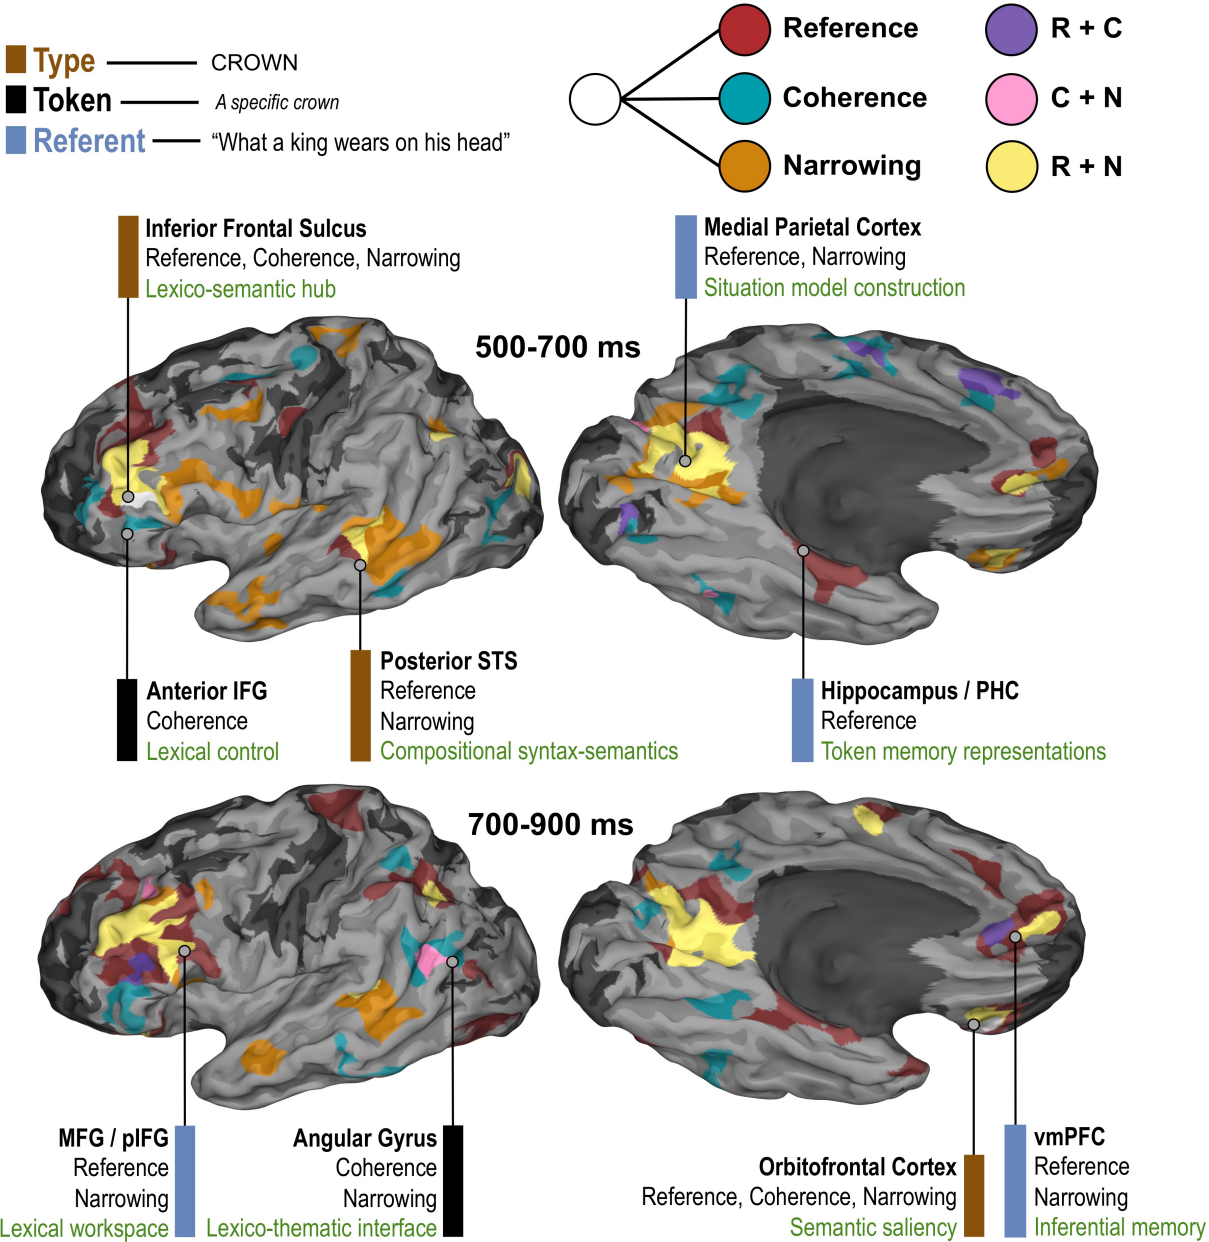 Type CROWN
Token A specific crown
Referent “What a king wears on his head”
Reference R + C
Coherence C + N
Narrowing R + N
Inferior Frontal Sulcus
Reference, Coherence, Narrowing
Lexico-semantic hub
Medial Parietal Cortex
Reference, Narrowing
Situation model construction
500-700 ms
Anterior IFG
Coherence
Lexical control
Posterior STS
Reference
Narrowing
Compositional syntax-semantics
Hippocampus / PHC
Reference
Token memory representations
700-900 ms
MFG / pIFG
Reference
Narrowing
Lexical workspace
Angular Gyrus
Coherence
Narrowing
Lexico-thematic interface
Orbitofrontal Cortex
Reference, Coherence, Narrowing
Semantic saliency
vmPFC
Reference
Narrowing
Inferential memory